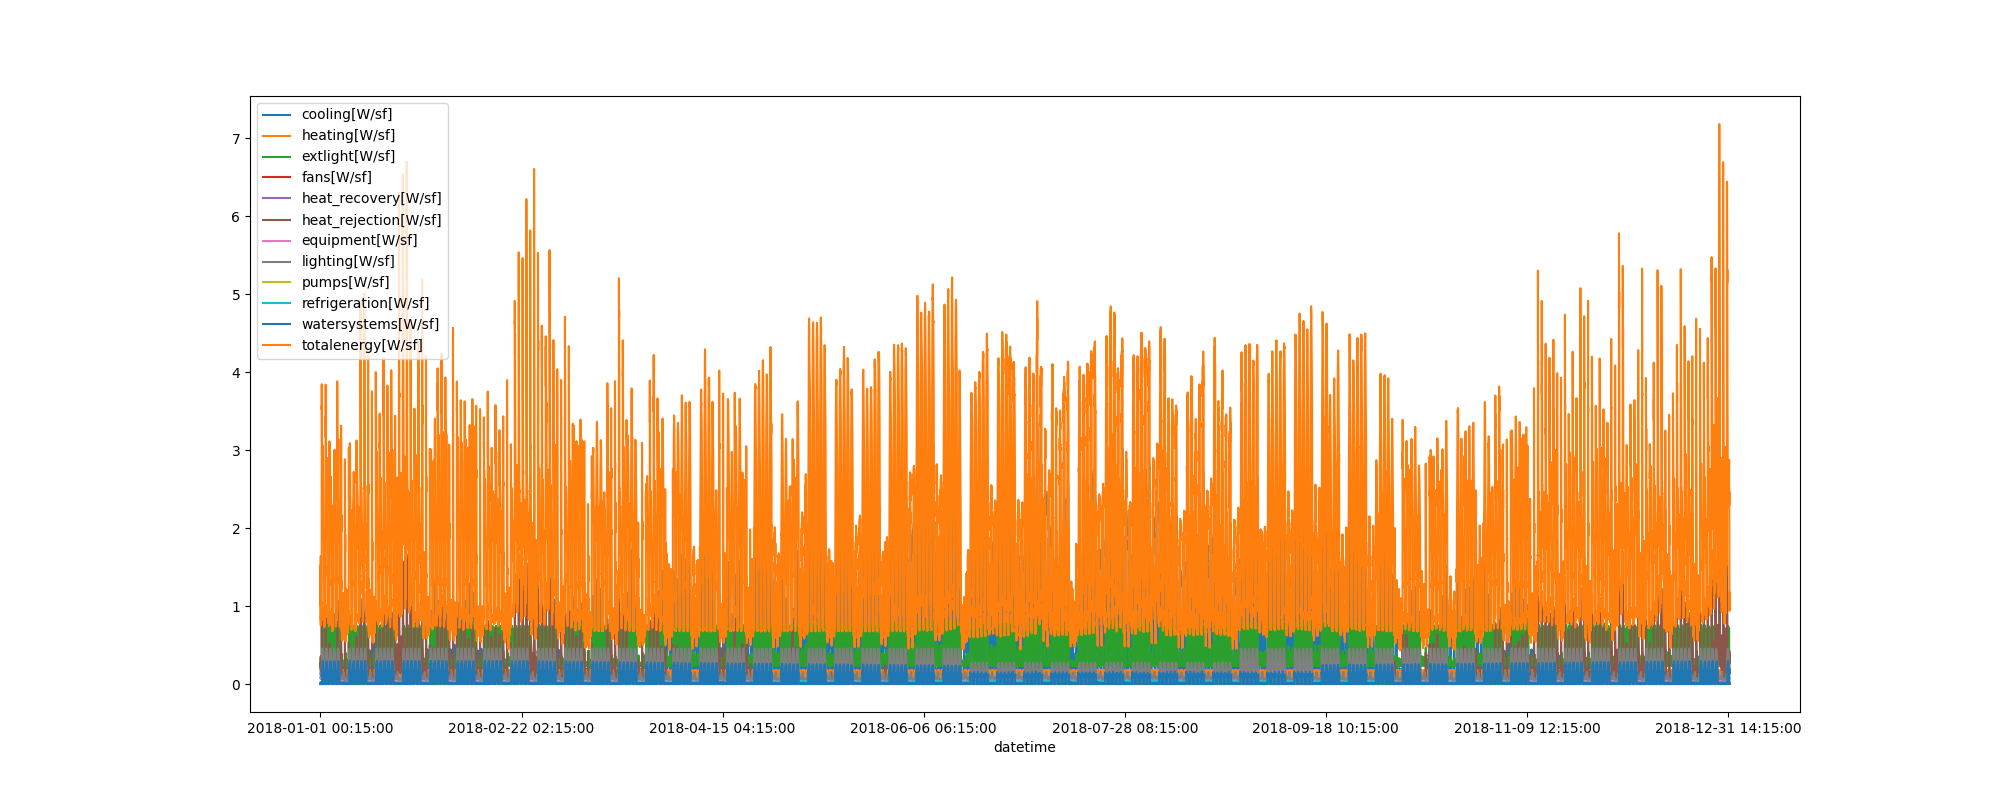 cooling[W/sf]
heating[W/sf]
extlight[W/sf]
fans[W/sf]
heat_recovery[W/sf]
heat_rejection[W/sf]
equipment[W/sf]
lighting[W/sf]
pumps[W/sf]
refrigeration[W/sf]
watersystems[W/sf]
totalenergy[W/sf]
7
6
5
4
3
2
1
0
2018-01-01 00:15:00 2018-02-22 02:15:00 2018-04-15 04:15:00 2018-06-06 06:15:00 2018-07-28 08:15:00 2018-09-18 10:15:00 2018-11-09 12:15:00 2018-12-31 14:15:00
datetime